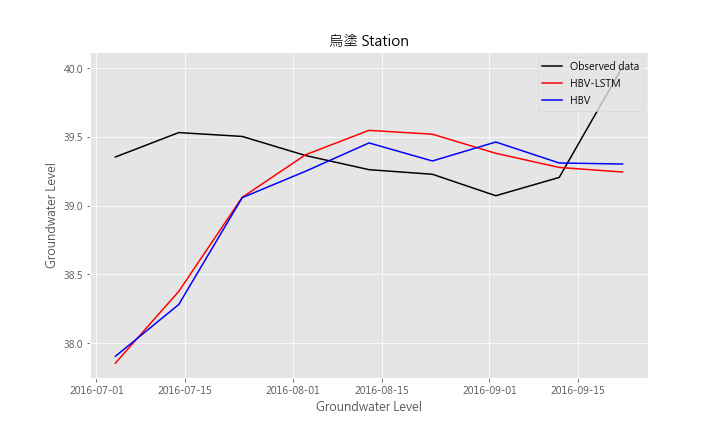 烏塗 Station
Observed data
HBV-LSTM
HBV
40.0
39.5
39.0
38.5
38.0
Groundwater Level
2016-07-01
2016-07-15
2016-08-01
2016-08-15
2016-09-01
2016-09-15
Groundwater Level